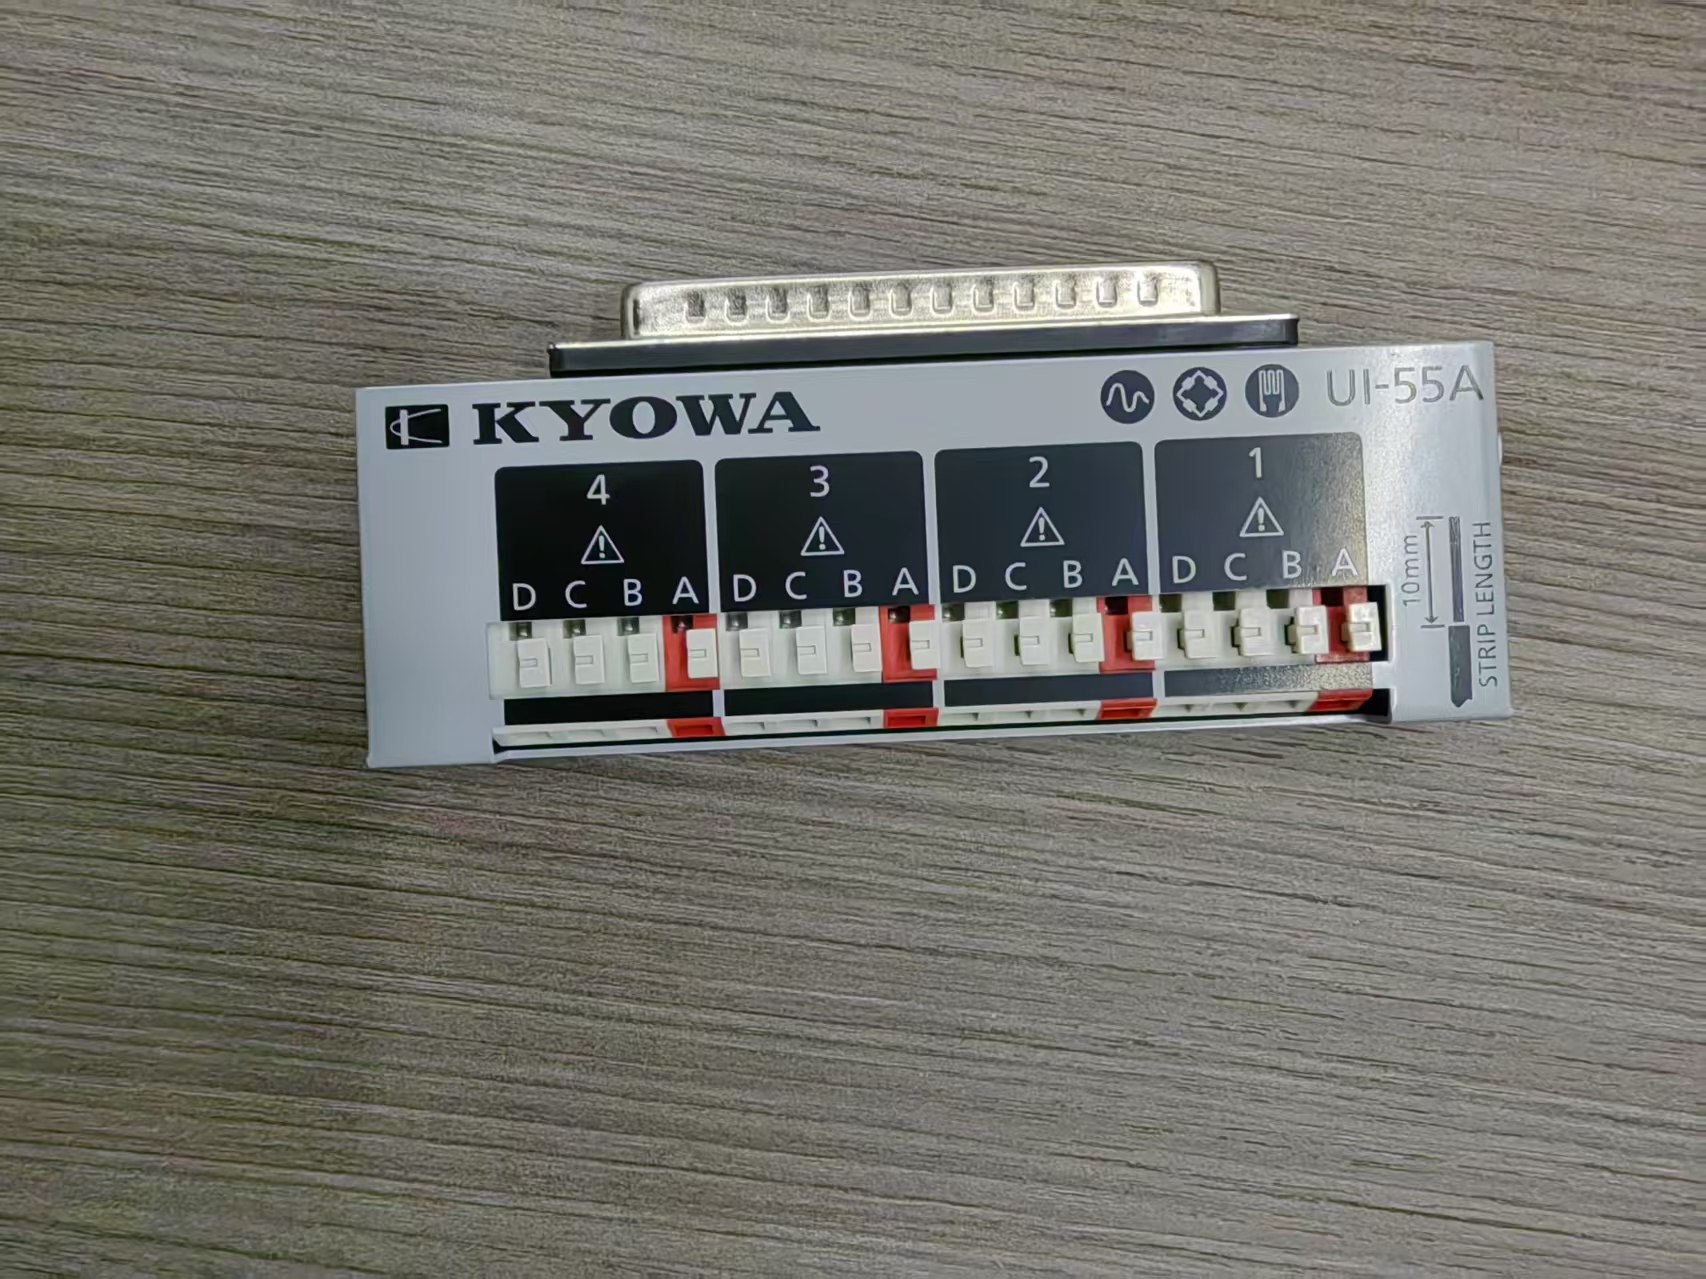 KYOWA
UI-55A
4 3 2 1
D C B A D C B A D C B A D C B A
10mm
STRIP LENGTH